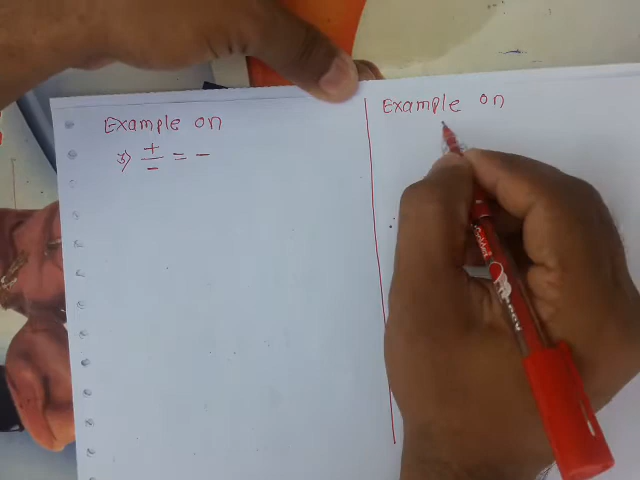 Example on
3) + / - = -
Example on